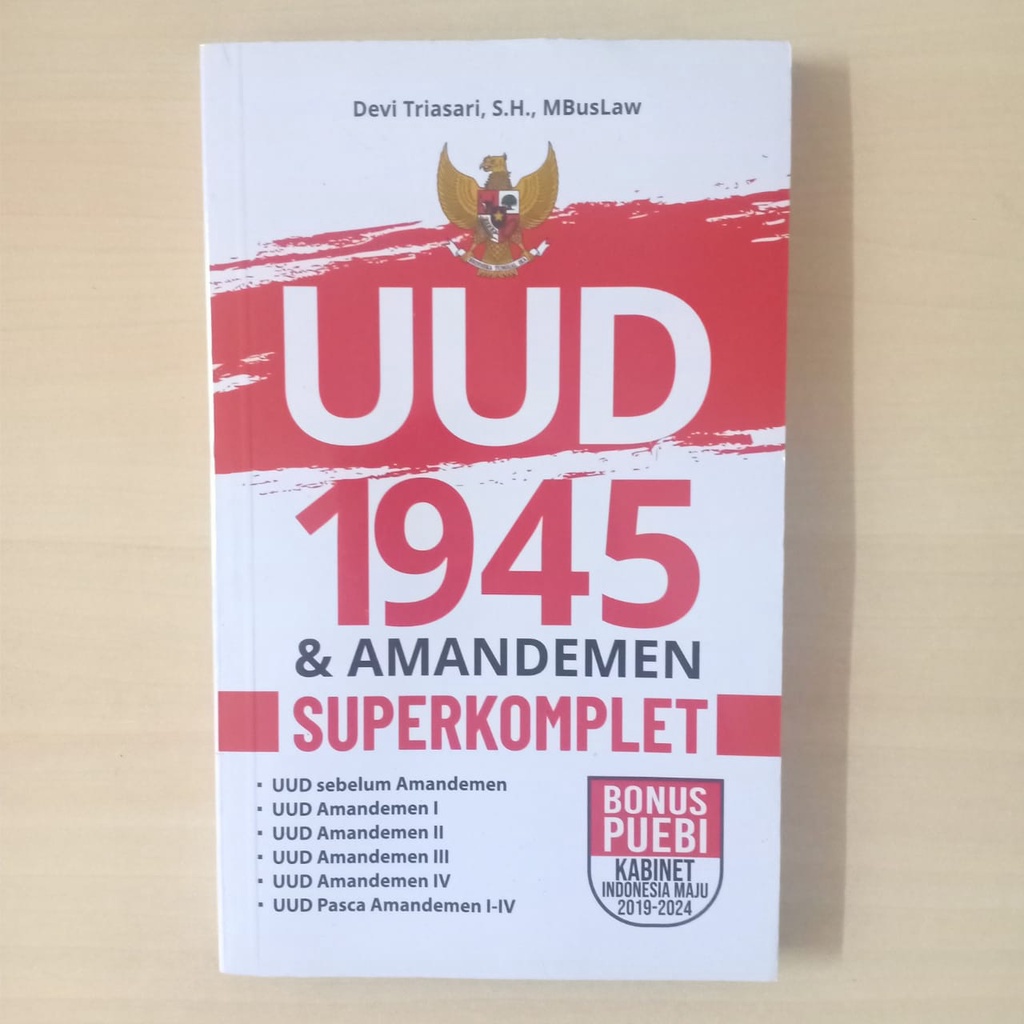 Devi Triasari, S.H., MBusLaw
UUD
1945
& AMANDEMEN
SUPERKOMPLET
· UUD sebelum Amandemen
· UUD Amandemen I
· UUD Amandemen II
· UUD Amandemen III
· UUD Amandemen IV
· UUD Pasca Amandemen I-IV
BONUS
PUEBI
KABINET
INDONESIA MAJU
2019-2024